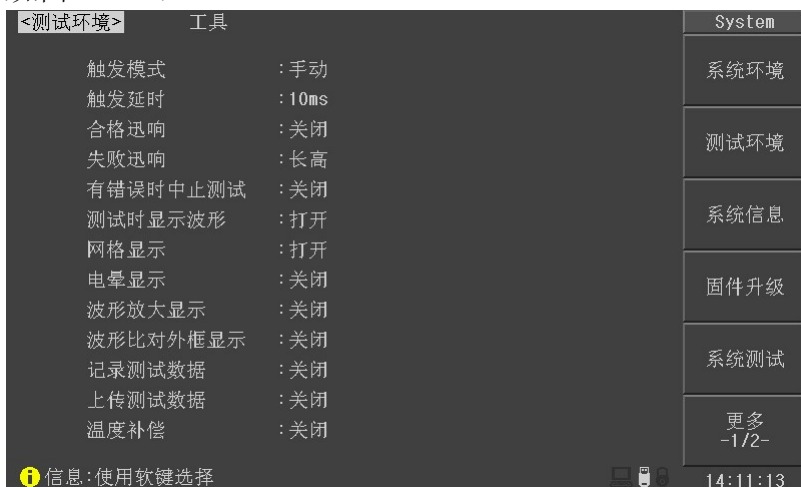 <测试环境> 工具 System
触发模式 :手动
触发延时 :10ms
合格迅响 :关闭
失败迅响 :长高
有错误时中止测试 :关闭
测试时显示波形 :打开
网格显示 :打开
电晕显示 :关闭
波形放大显示 :关闭
波形比对外框显示 :关闭
记录测试数据 :关闭
上传测试数据 :关闭
温度补偿 :关闭
系统环境
测试环境
系统信息
固件升级
系统测试
更多
-1/2-
信息:使用软键选择 14:11:13